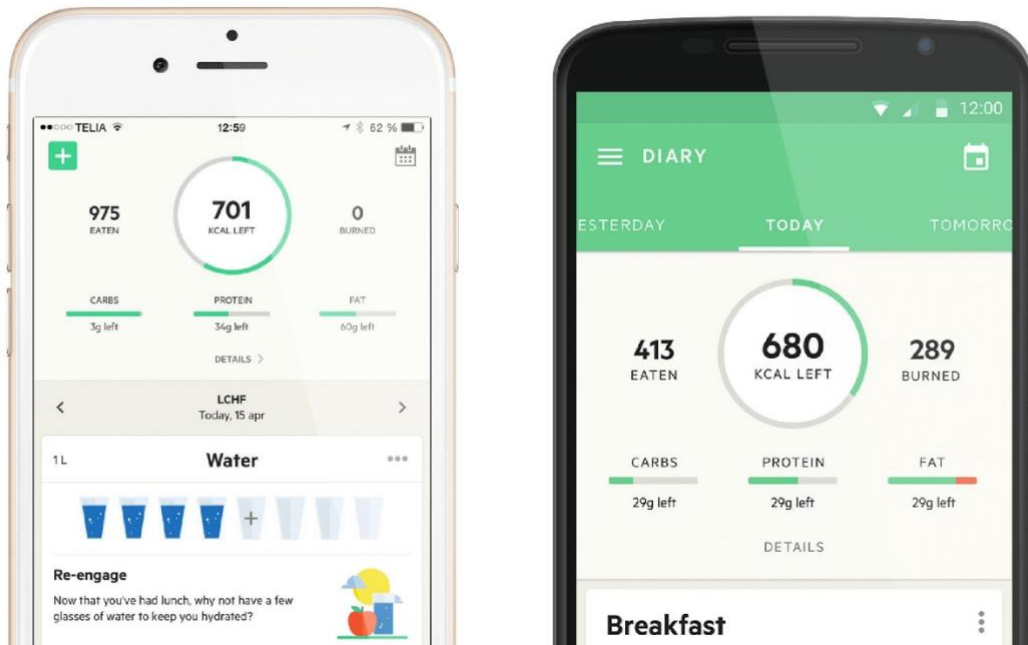 TELIA
12:59
62 %
975
EATEN
701
KCAL LEFT
0
BURNED
CARBS
PROTEIN
FAT
3g left
34g left
60g left
DETAILS >
<
LCHF
>
Today, 15 apr
1 L
Water
+
Re-engage
Now that you've had lunch, why not have a few
glasses of water to keep you hydrated?
12:00
DIARY
ESTERDAY
TODAY
TOMORRO
413
EATEN
680
KCAL LEFT
289
BURNED
CARBS
PROTEIN
FAT
29g left
29g left
29g left
DETAILS
Breakfast